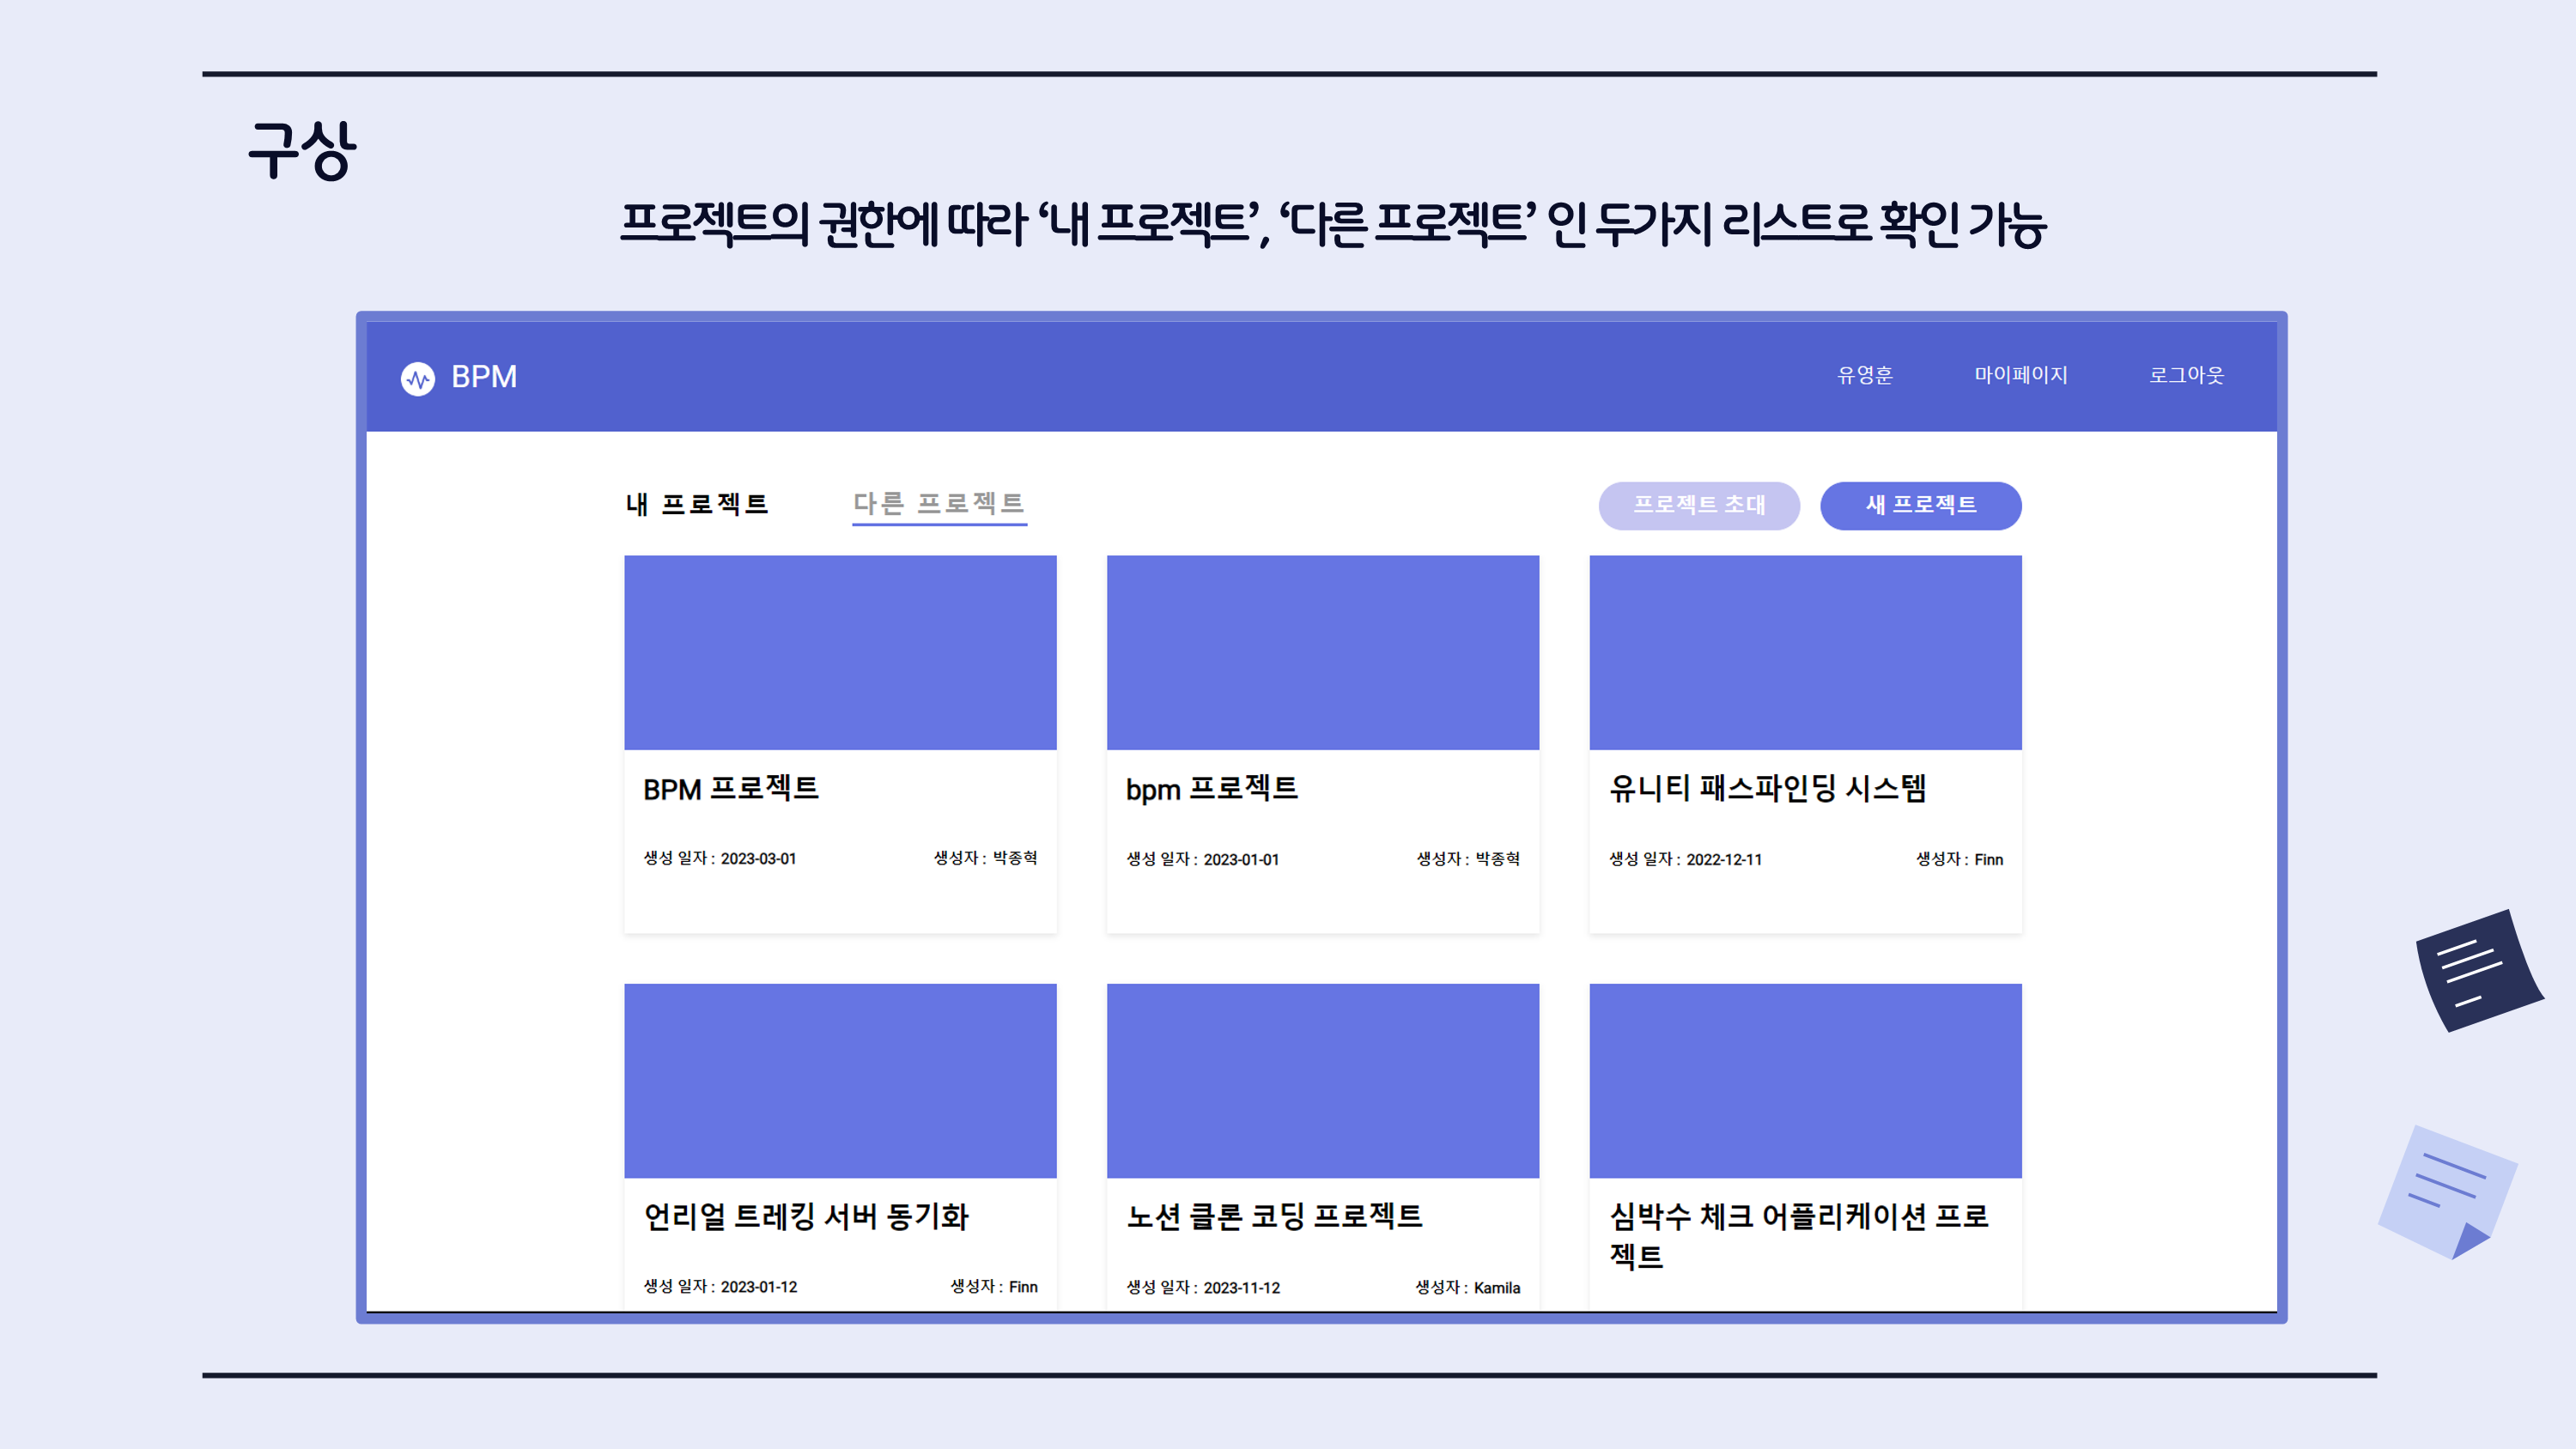 구상
프로젝트의 권한에 따라 ‘내 프로젝트’, ‘다른 프로젝트’ 인 두가지 리스트로 확인 가능
BPM 유영훈 마이페이지 로그아웃
내 프로젝트 다른 프로젝트 프로젝트 초대 새 프로젝트
BPM 프로젝트
생성 일자 : 2023-03-01 생성자 : 박종혁
bpm 프로젝트
생성 일자 : 2023-01-01 생성자 : 박종혁
유니티 패스파인딩 시스템
생성 일자 : 2022-12-11 생성자 : Finn
언리얼 트레킹 서버 동기화
생성 일자 : 2023-01-12 생성자 : Finn
노션 클론 코딩 프로젝트
생성 일자 : 2023-11-12 생성자 : Kamila
심박수 체크 어플리케이션 프로
젝트